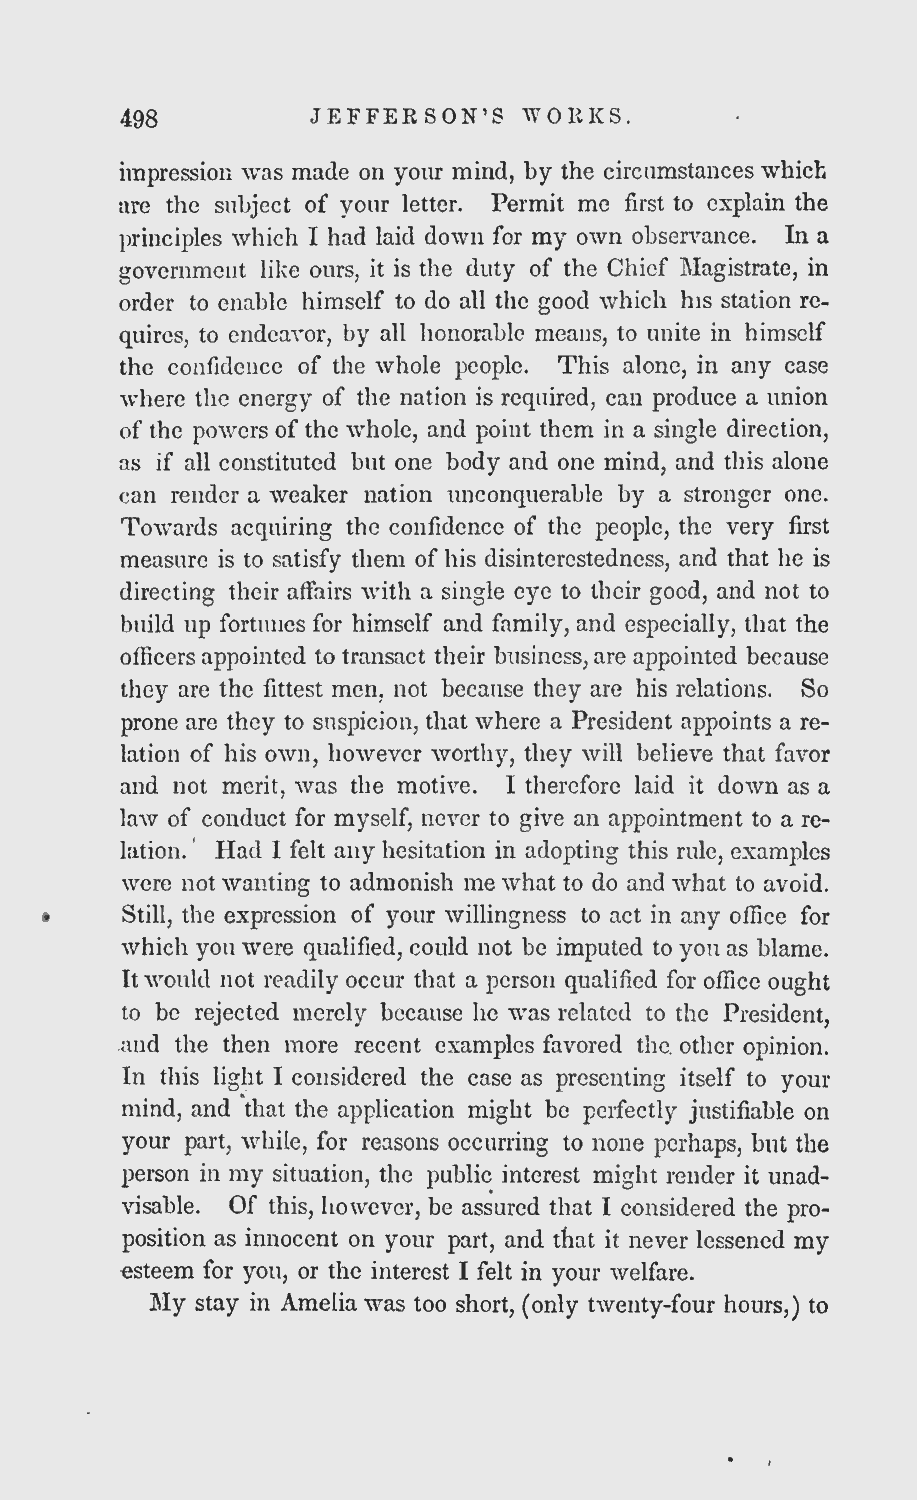 498 JEFFERSON'S WORKS.
impression was made on your mind, by the circumstances which
are the subject of your letter. Permit me first to explain the
principles which I had laid down for my own observance. In a
government like ours, it is the duty of the Chief Magistrate, in
order to enable himself to do all the good which his station re-
quires, to endeavor, by all honorable means, to unite in himself
the confidence of the whole people. This alone, in any case
where the energy of the nation is required, can produce a union
of the powers of the whole, and point them in a single direction,
as if all constituted but one body and one mind, and this alone
can render a weaker nation unconquerable by a stronger one.
Towards acquiring the confidence of the people, the very first
measure is to satisfy them of his disinterestedness, and that he is
directing their affairs with a single eye to their good, and not to
build up fortunes for himself and family, and especially, that the
officers appointed to transact their business, are appointed because
they are the fittest men, not because they are his relations. So
prone are they to suspicion, that where a President appoints a re-
lation of his own, however worthy, they will believe that favor
and not merit, was the motive. I therefore laid it down as a
law of conduct for myself, never to give an appointment to a re-
lation. Had I felt any hesitation in adopting this rule, examples
were not wanting to admonish me what to do and what to avoid.
Still, the expression of your willingness to act in any office for
which you were qualified, could not be imputed to you as blame.
It would not readily occur that a person qualified for office ought
to be rejected merely because he was related to the President,
and the then more recent examples favored the other opinion.
In this light I considered the case as presenting itself to your
mind, and that the application might be perfectly justifiable on
your part, while, for reasons occurring to none perhaps, but the
person in my situation, the public interest might render it unad-
visable. Of this, however, be assured that I considered the pro-
position as innocent on your part, and that it never lessened my
esteem for you, or the interest I felt in your welfare.
My stay in Amelia was too short, (only twenty-four hours,) to